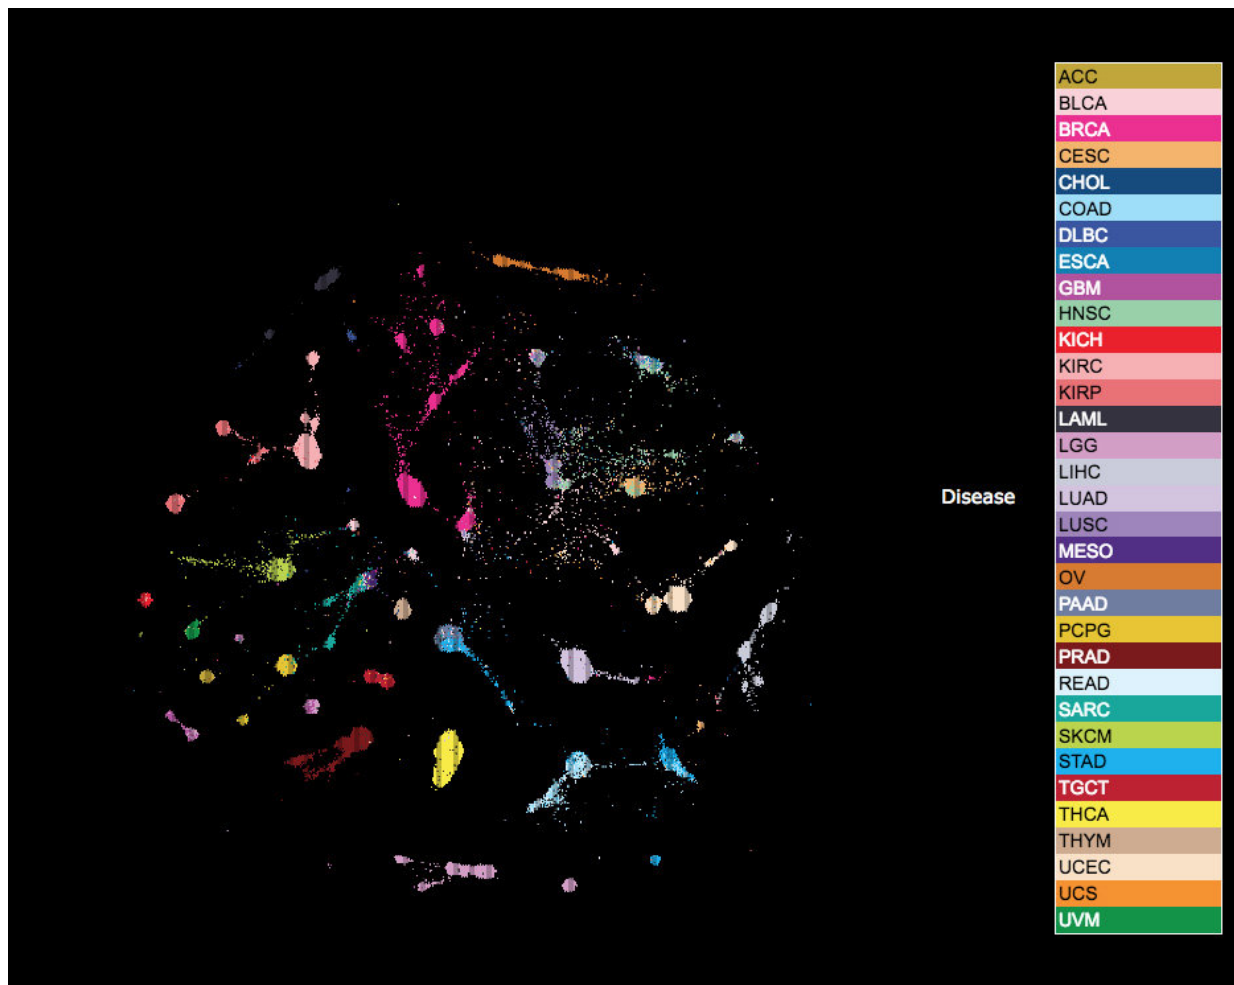 Disease
ACC
BLCA
BRCA
CESC
CHOL
COAD
DLBC
ESCA
GBM
HNSC
KICH
KIRC
KIRP
LAML
LGG
LIHC
LUAD
LUSC
MESO
OV
PAAD
PCPG
PRAD
READ
SARC
SKCM
STAD
TGCT
THCA
THYM
UCEC
UCS
UVM